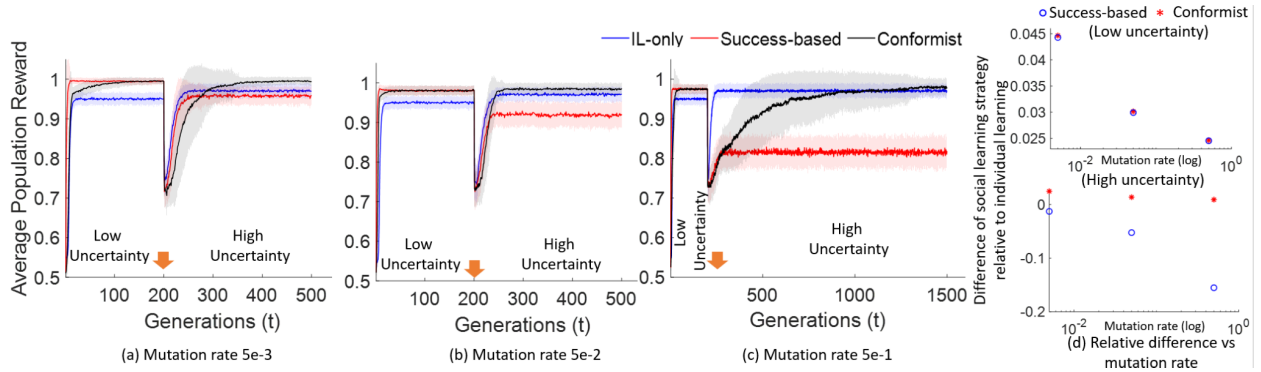 Success-based Conformist
IL-only Success-based Conformist
Average Population Reward
1
0.9
0.8
0.7
0.6
0.5
Low
Uncertainty
High
Uncertainty
100 200 300 400 500
Generations (t)
(a) Mutation rate 5e-3
1
0.9
0.8
0.7
0.6
0.5
Low
Uncertainty
High
Uncertainty
100 200 300 400 500
Generations (t)
(b) Mutation rate 5e-2
1
0.9
0.8
0.7
0.6
0.5
Low
Uncertainty
High
Uncertainty
500 1000 1500
Generations (t)
(c) Mutation rate 5e-1
Difference of social learning strategy
relative to individual learning
(Low uncertainty)
0.045
0.035
0.03
0.025
10-2 Mutation rate (log) 100
(High uncertainty)
0
-0.1
-0.2
10-2 Mutation rate (log) 100
(d) Relative difference vs
mutation rate